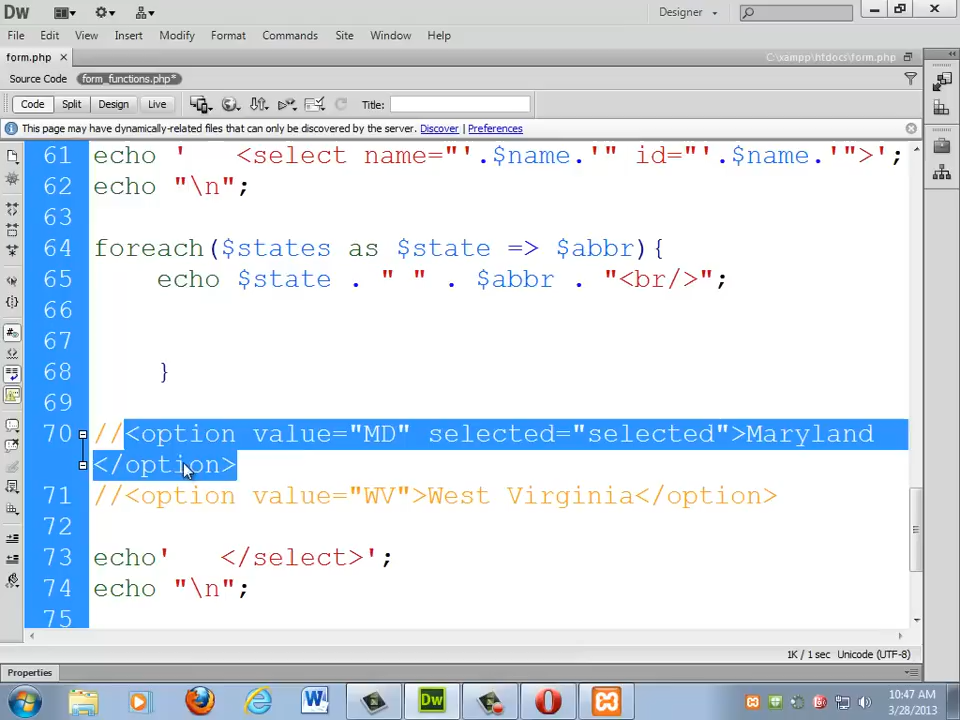 Dw
Designer
File Edit View Insert Modify Format Commands Site Window Help
form.php C:\xampp\htdocs\form.php
Source Code form_functions.php*
Code Split Design Live Title:
This page may have dynamically-related files that can only be discovered by the server. Discover | Preferences
61 echo '   <select name="'.$name.'" id="'.$name.'">';
62 echo "\n";
63
64 foreach($states as $state => $abbr){
65     echo $state . " " . $abbr . "<br/>";
66
67
68     }
69
70 //<option value="MD" selected="selected">Maryland
</option>
71 //<option value="WV">West Virginia</option>
72
73 echo'   </select>';
74 echo "\n";
75
1K / 1 sec Unicode (UTF-8)
Properties
W Dw
10:47 AM
3/28/2013